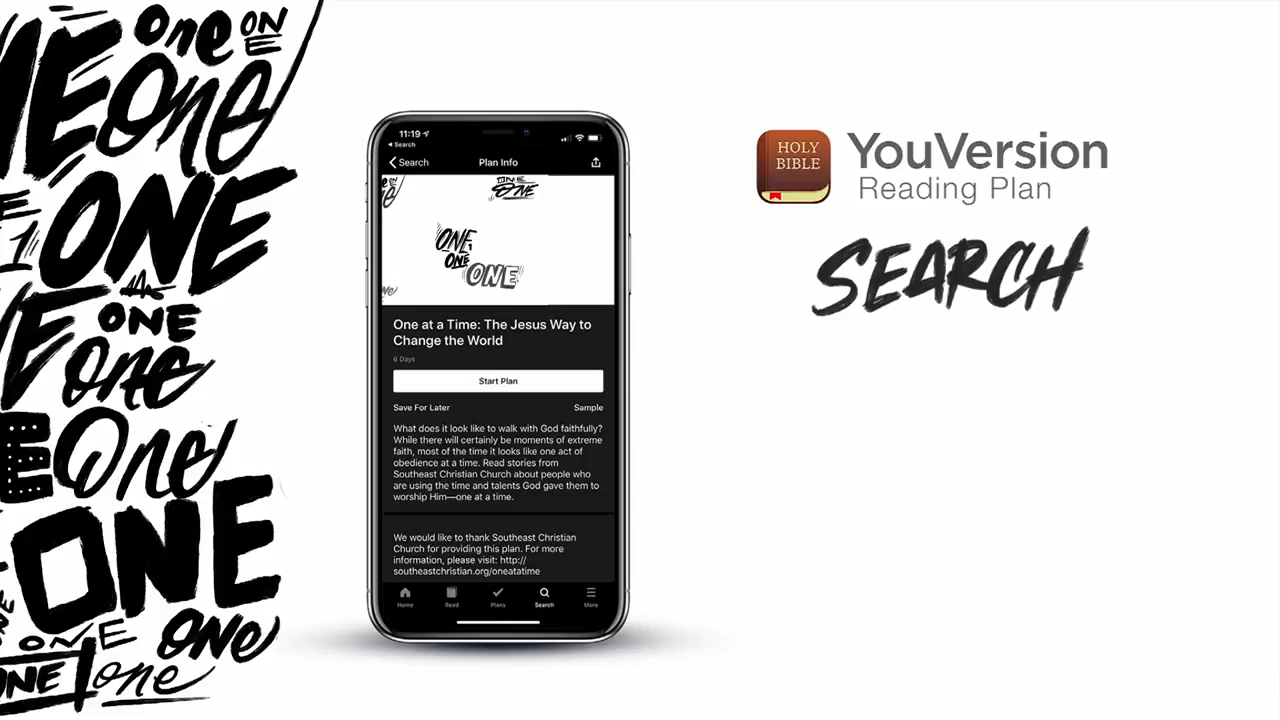 one ON
E
E one
ONE
ONE
one
E One
ONE
ONE ONE
ONE one
11:19
Search
Search
Plan Info
ONE
ONE
ONE
ONE
ONE
One at a Time: The Jesus Way to
Change the World
6 Days
Start Plan
Save For Later Sample
What does it look like to walk with God faithfully?
While there will certainly be moments of extreme
faith, most of the time it looks like one act of
obedience at a time. Read stories from
Southeast Christian Church about people who
are using the time and talents God gave them to
worship Him—one at a time.
We would like to thank Southeast Christian
Church for providing this plan. For more
information, please visit: http://
southeastchristian.org/oneatatime
Home Read Plans Search More
HOLY
BIBLE
YouVersion
Reading Plan
SEARCH